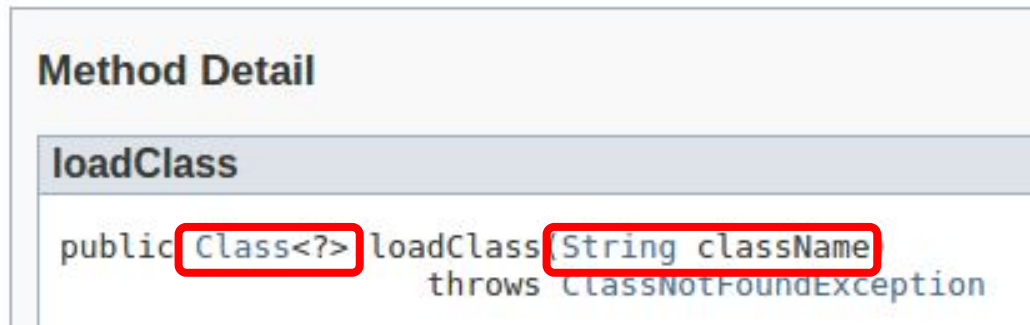 Method Detail
loadClass
public Class<?> loadClass(String className)
throws ClassNotFoundException